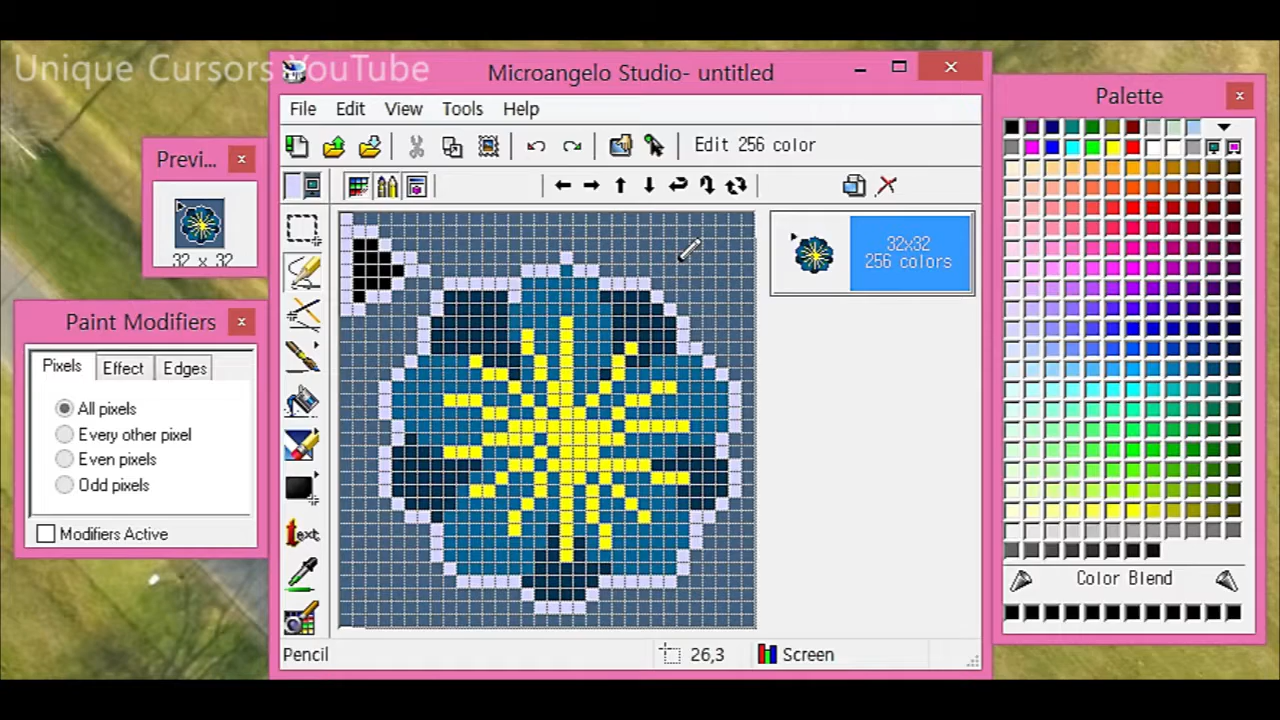 Unique Cursors YouTube
Microangelo Studio- untitled
File Edit View Tools Help
Edit 256 color
Previ...
32 x 32
32x32
256 colors
Paint Modifiers
Pixels Effect Edges
All pixels
Every other pixel
Even pixels
Odd pixels
Modifiers Active
text
Pencil
26,3
Screen
Palette
Color Blend